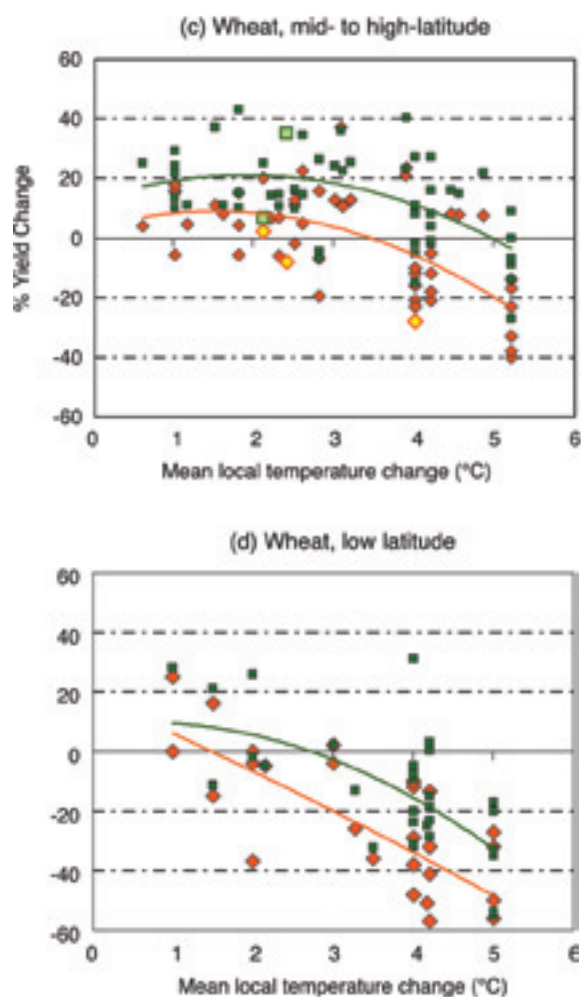 (c) Wheat, mid- to high-latitude
60
40
20
0
-20
-40
-60
% Yield Change
0 1 2 3 4 5 6
Mean local temperature change (°C)
(d) Wheat, low latitude
60
40
20
0
-20
-40
-60
0 1 2 3 4 5 6
Mean local temperature change (°C)